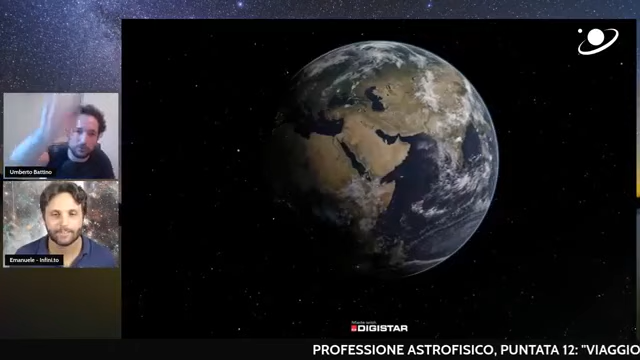 Umberto Battino
Emanuele - Infini.to
DIGISTAR
PROFESSIONE ASTROFISICO, PUNTATA 12: "VIAGGIO